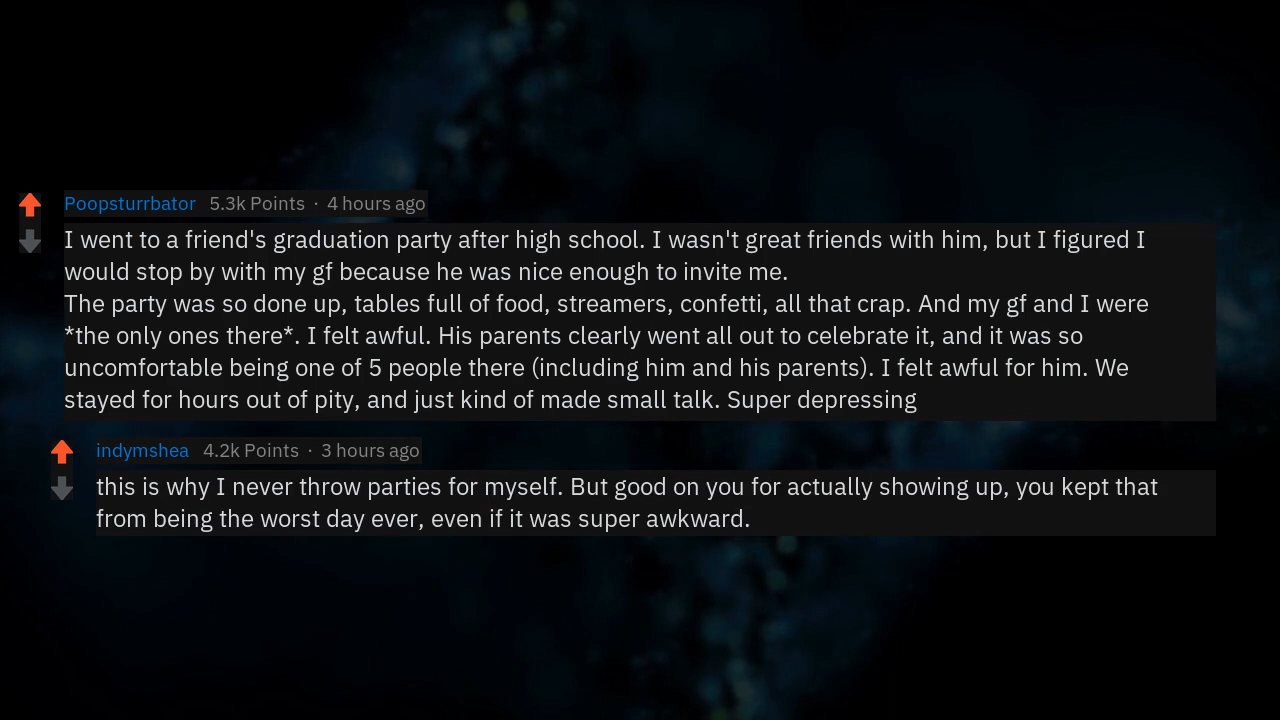 Poopsturrbator 5.3k Points · 4 hours ago
I went to a friend's graduation party after high school. I wasn't great friends with him, but I figured I
would stop by with my gf because he was nice enough to invite me.
The party was so done up, tables full of food, streamers, confetti, all that crap. And my gf and I were
*the only ones there*. I felt awful. His parents clearly went all out to celebrate it, and it was so
uncomfortable being one of 5 people there (including him and his parents). I felt awful for him. We
stayed for hours out of pity, and just kind of made small talk. Super depressing
indymshea 4.2k Points · 3 hours ago
this is why I never throw parties for myself. But good on you for actually showing up, you kept that
from being the worst day ever, even if it was super awkward.